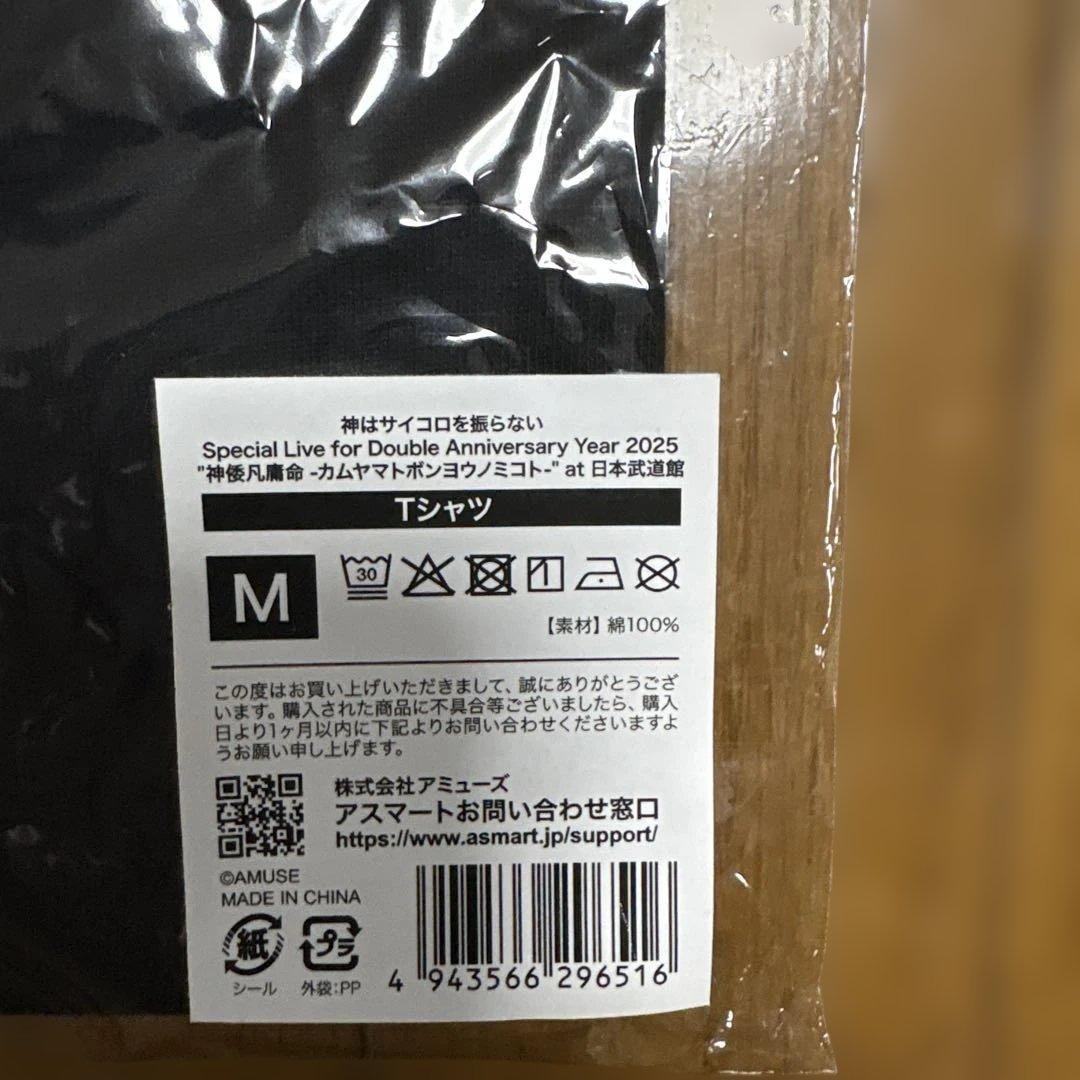 神はサイコロを振らない
Special Live for Double Anniversary Year 2025
"神倭凡庸命 -カムヤマトボンヨウノミコト-" at 日本武道館
Tシャツ
M
30
【素材】綿100%
この度はお買い上げいただきまして、誠にありがとうござ
います。購入された商品に不具合等ございましたら、購入
日より1ヶ月以内に下記よりお問い合わせくださいますよ
うお願い申し上げます。
株式会社アミューズ
アスマートお問い合わせ窓口
https://www.asmart.jp/support/
©AMUSE
MADE IN CHINA
紙
プラ
シール
外袋:PP
4 943566 296516